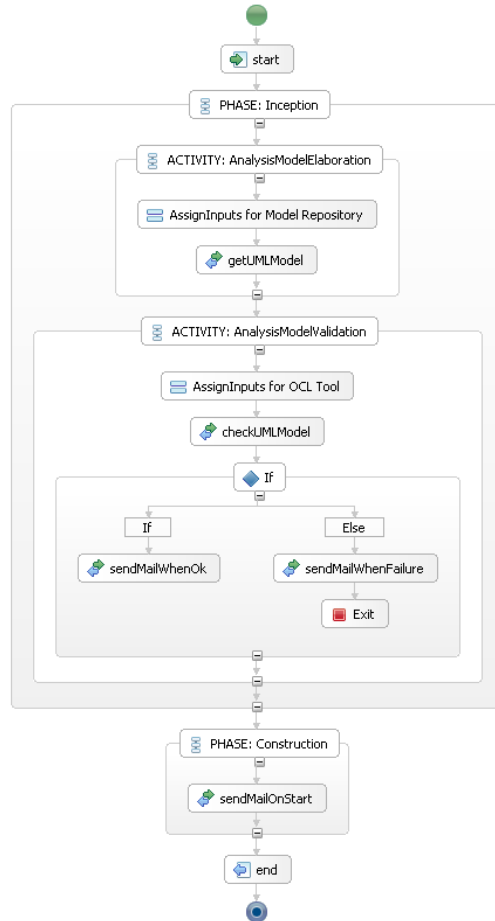 start
PHASE: Inception
ACTIVITY: AnalysisModelElaboration
AssignInputs for Model Repository
getUMLModel
ACTIVITY: AnalysisModelValidation
AssignInputs for OCL Tool
checkUMLModel
If
If
Else
sendMailWhenOk
sendMailWhenFailure
Exit
PHASE: Construction
sendMailOnStart
end